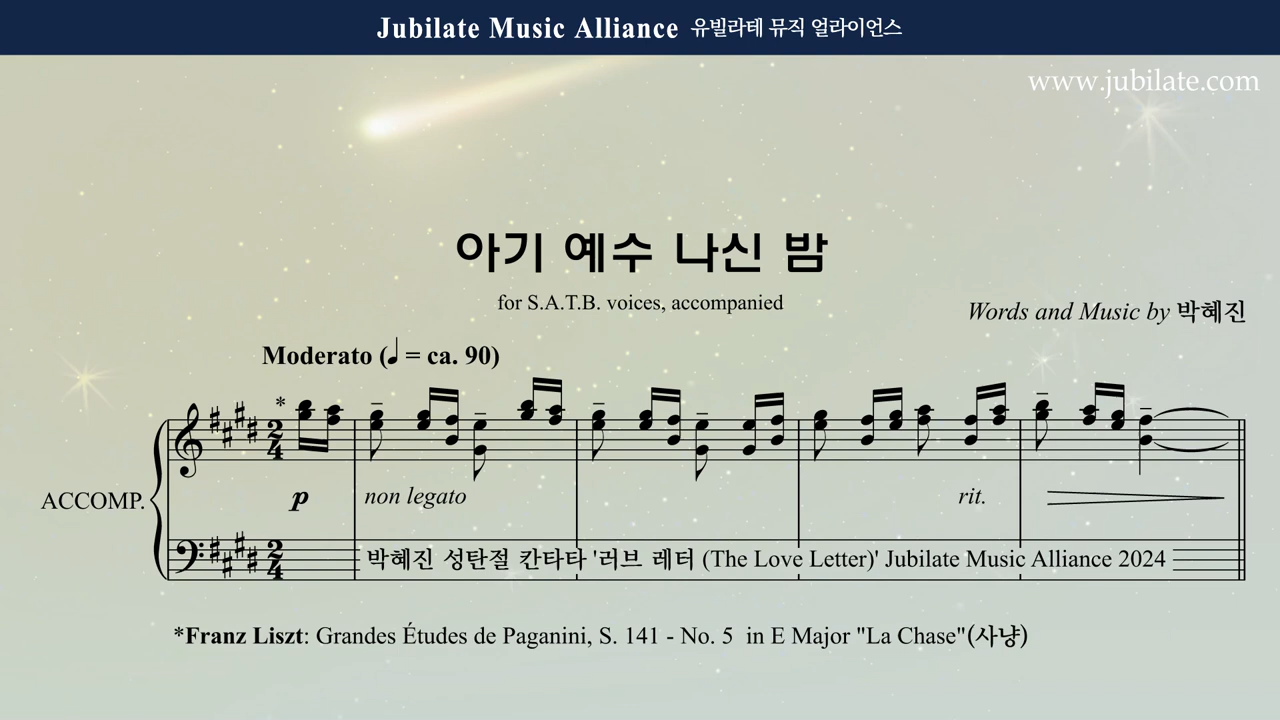 Jubilate Music Alliance 유빌라테 뮤직 얼라이언스
www.jubilate.com
아기 예수 나신 밤
for S.A.T.B. voices, accompanied
Words and Music by 박혜진
Moderato (♩ = ca. 90)
*
2
4
ACCOMP.
p non legato rit.
2
4
박혜진 성탄절 칸타타 '러브 레터 (The Love Letter)' Jubilate Music Alliance 2024
*Franz Liszt: Grandes Études de Paganini, S. 141 - No. 5 in E Major "La Chase"(사냥)